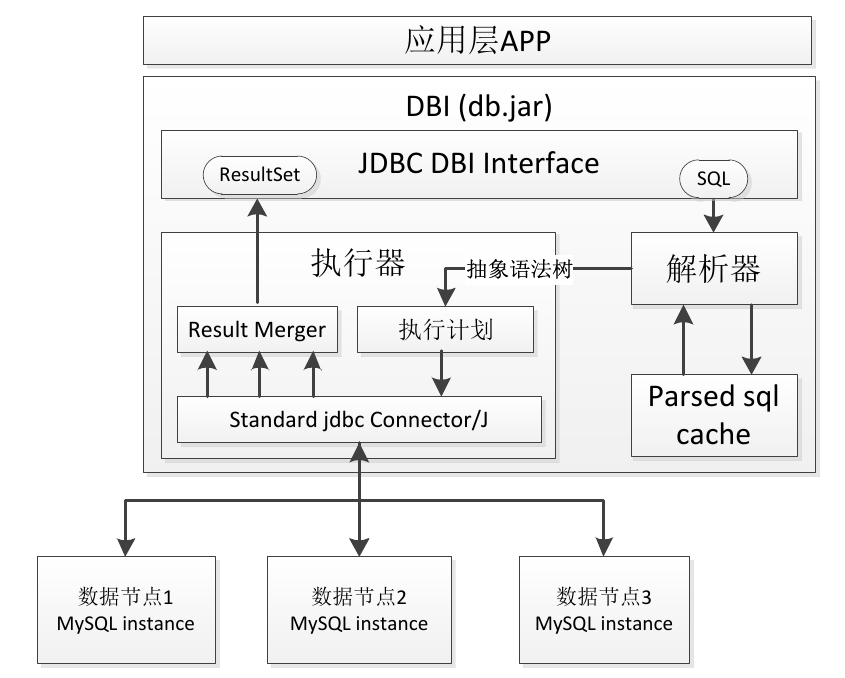 应用层APP
DBI (db.jar)
JDBC DBI Interface
ResultSet
SQL
执行器
抽象语法树
解析器
Result Merger
执行计划
Standard jdbc Connector/J
Parsed sql
cache
数据节点1
MySQL instance
数据节点2
MySQL instance
数据节点3
MySQL instance